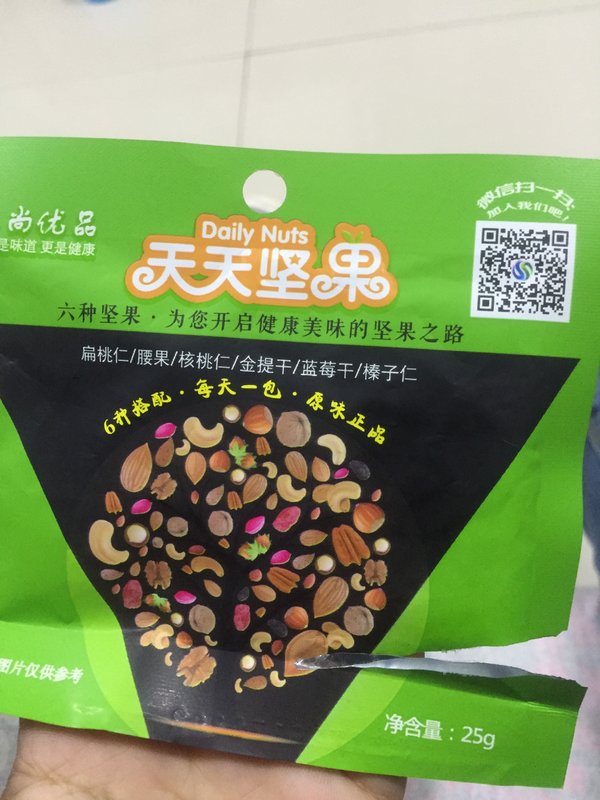 尚优品
是味道 更是健康
Daily Nuts
天天坚果
微信扫一扫,
加入我们吧!
六种坚果·为您开启健康美味的坚果之路
扁桃仁/腰果/核桃仁/金提干/蓝莓干/榛子仁
6种搭配·每天一包·原味正品
图片仅供参考
净含量：25g